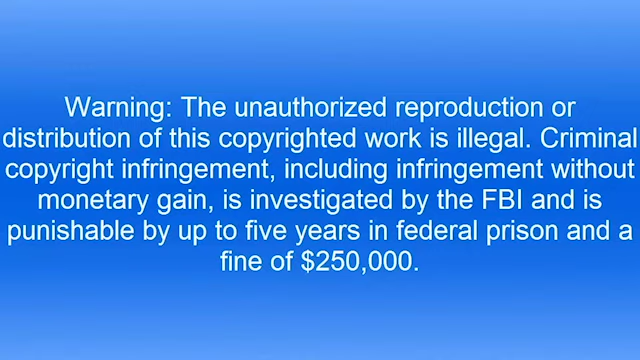 Warning: The unauthorized reproduction or
distribution of this copyrighted work is illegal. Criminal
copyright infringement, including infringement without
monetary gain, is investigated by the FBI and is
punishable by up to five years in federal prison and a
fine of $250,000.